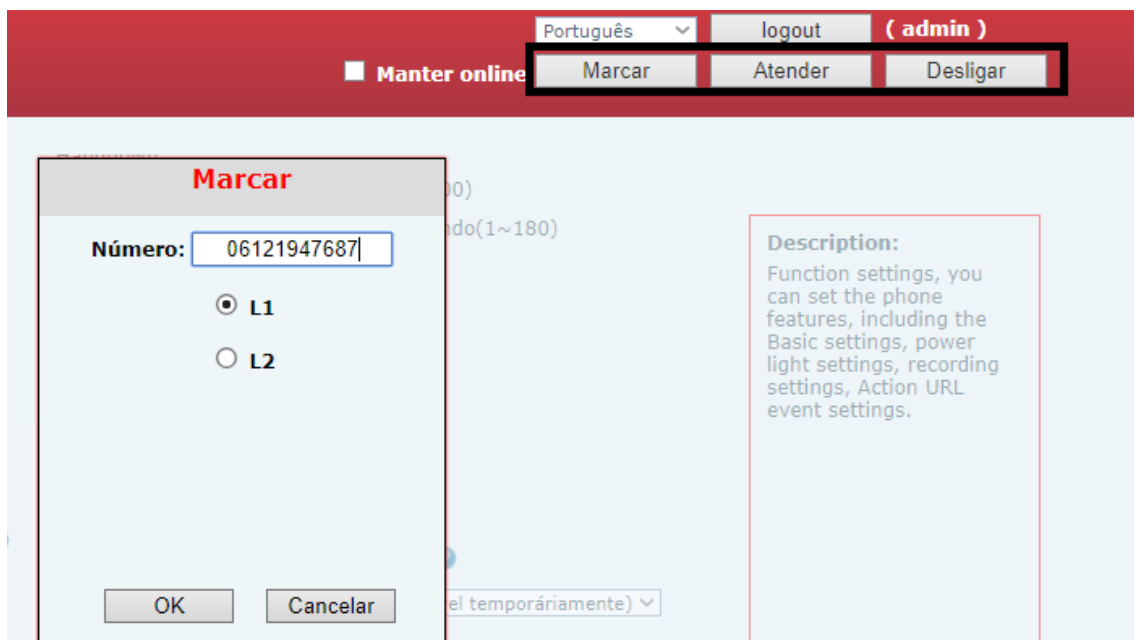 Português logout ( admin )
Manter online Marcar Atender Desligar
Marcar
Número: 06121947687
L1
L2
OK Cancelar
00)
ndo(1~180)
el temporáriamente)
Description:
Function settings, you
can set the phone
features, including the
Basic settings, power
light settings, recording
settings, Action URL
event settings.